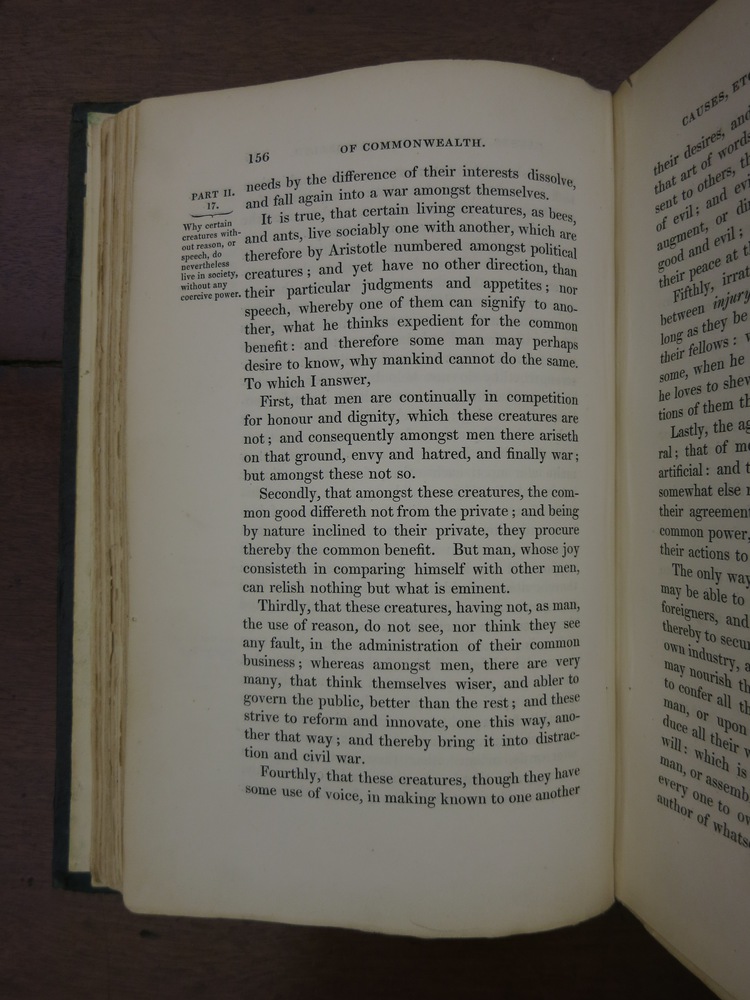 156
OF COMMONWEALTH.
PART II.
17.
Why certain
creatures with-
out reason, or
speech, do
nevertheless
live in society,
without any
coercive power.
needs by the difference of their interests dissolve,
and fall again into a war amongst themselves.
It is true, that certain living creatures, as bees,
and ants, live sociably one with another, which are
therefore by Aristotle numbered amongst political
creatures; and yet have no other direction, than
their particular judgments and appetites; nor
speech, whereby one of them can signify to ano-
ther, what he thinks expedient for the common
benefit: and therefore some man may perhaps
desire to know, why mankind cannot do the same.
To which I answer,
First, that men are continually in competition
for honour and dignity, which these creatures are
not; and consequently amongst men there ariseth
on that ground, envy and hatred, and finally war;
but amongst these not so.
Secondly, that amongst these creatures, the com-
mon good differeth not from the private; and being
by nature inclined to their private, they procure
thereby the common benefit. But man, whose joy
consisteth in comparing himself with other men,
can relish nothing but what is eminent.
Thirdly, that these creatures, having not, as man,
the use of reason, do not see, nor think they see
any fault, in the administration of their common
business; whereas amongst men, there are very
many, that think themselves wiser, and abler to
govern the public, better than the rest; and these
strive to reform and innovate, one this way, ano-
ther that way; and thereby bring it into distrac-
tion and civil war.
Fourthly, that these creatures, though they have
some use of voice, in making known to one another
CAUSES,
their desires, and
that art of words
sent to others,
of evil; and
augment, or
good and evil;
their peace at
Fifthly,
between injury
long as they be
their fellows:
some, when he
he loves to shew
tions of them
Lastly, the
ral; that of
artificial: and
somewhat else
their agreement
common power,
their actions to
The only way
may be able to
foreigners, and
thereby to
own industry,
may nourish
to confer all
man, or upon
duce all their
will: which is
man, or
every one to
author of